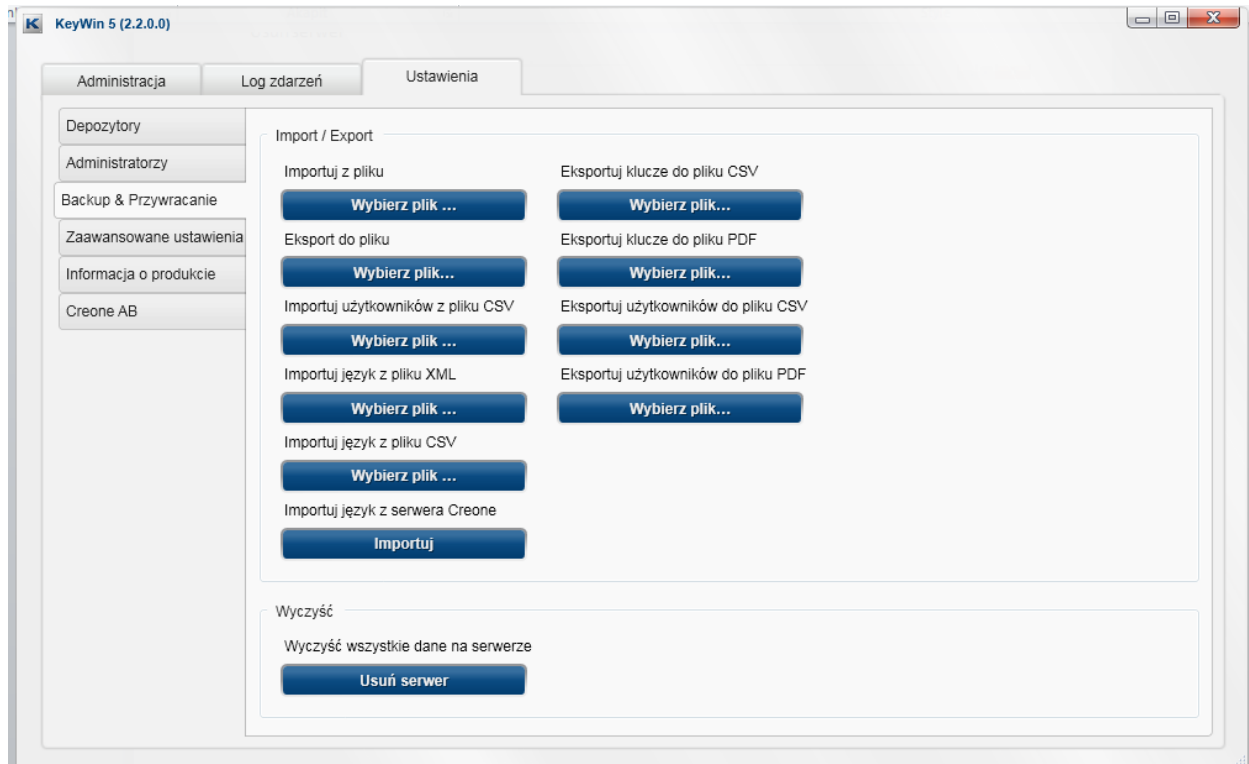 KeyWin 5 (2.2.0.0)
Administracja
Log zdarzeń
Ustawienia
Depozytory
Administratorzy
Backup & Przywracanie
Zaawansowane ustawienia
Informacja o produkcie
Creone AB
Import / Export
Importuj z pliku
Eksportuj klucze do pliku CSV
Wybierz plik ...
Wybierz plik...
Eksport do pliku
Eksportuj klucze do pliku PDF
Wybierz plik...
Wybierz plik...
Importuj użytkowników z pliku CSV
Eksportuj użytkowników do pliku CSV
Wybierz plik ...
Wybierz plik...
Importuj język z pliku XML
Eksportuj użytkowników do pliku PDF
Wybierz plik ...
Wybierz plik...
Importuj język z pliku CSV
Wybierz plik ...
Importuj język z serwera Creone
Importuj
Wyczyść
Wyczyść wszystkie dane na serwerze
Usuń serwer